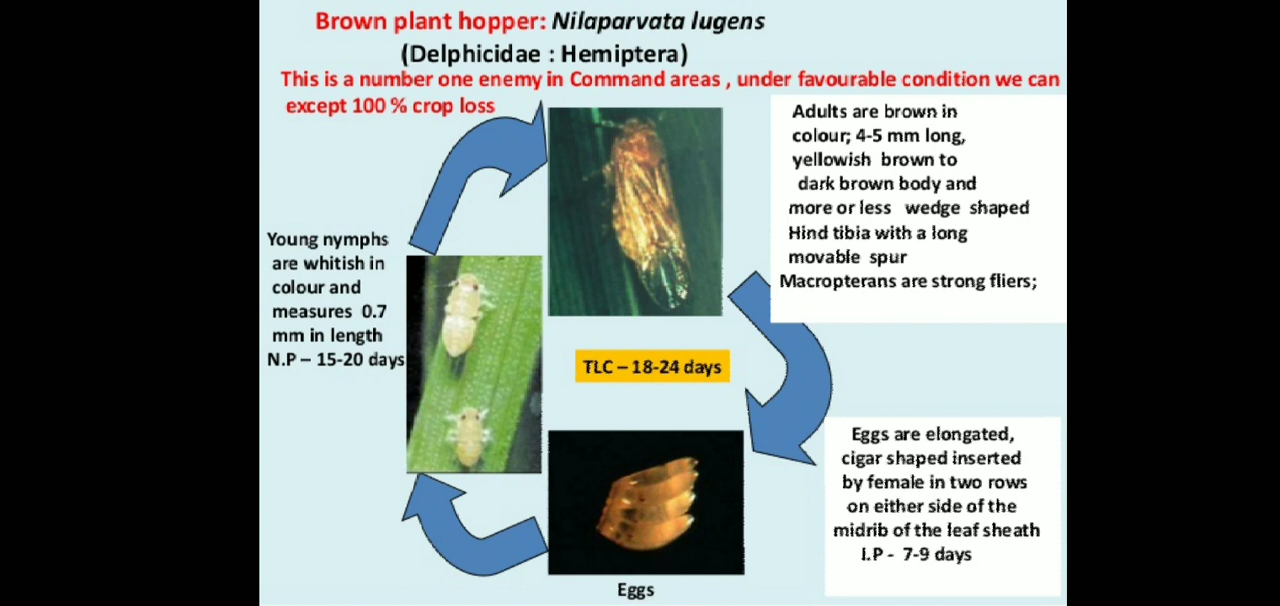 Brown plant hopper: Nilaparvata lugens
(Delphicidae : Hemiptera)
This is a number one enemy in Command areas , under favourable condition we can
except 100 % crop loss
Adults are brown in
colour; 4-5 mm long,
yellowish brown to
dark brown body and
more or less wedge shaped
Hind tibia with a long
movable spur
Macropterans are strong fliers;
Young nymphs
are whitish in
colour and
measures 0.7
mm in length
N.P – 15-20 days
TLC – 18-24 days
Eggs are elongated,
cigar shaped inserted
by female in two rows
on either side of the
midrib of the leaf sheath
I.P - 7-9 days
Eggs